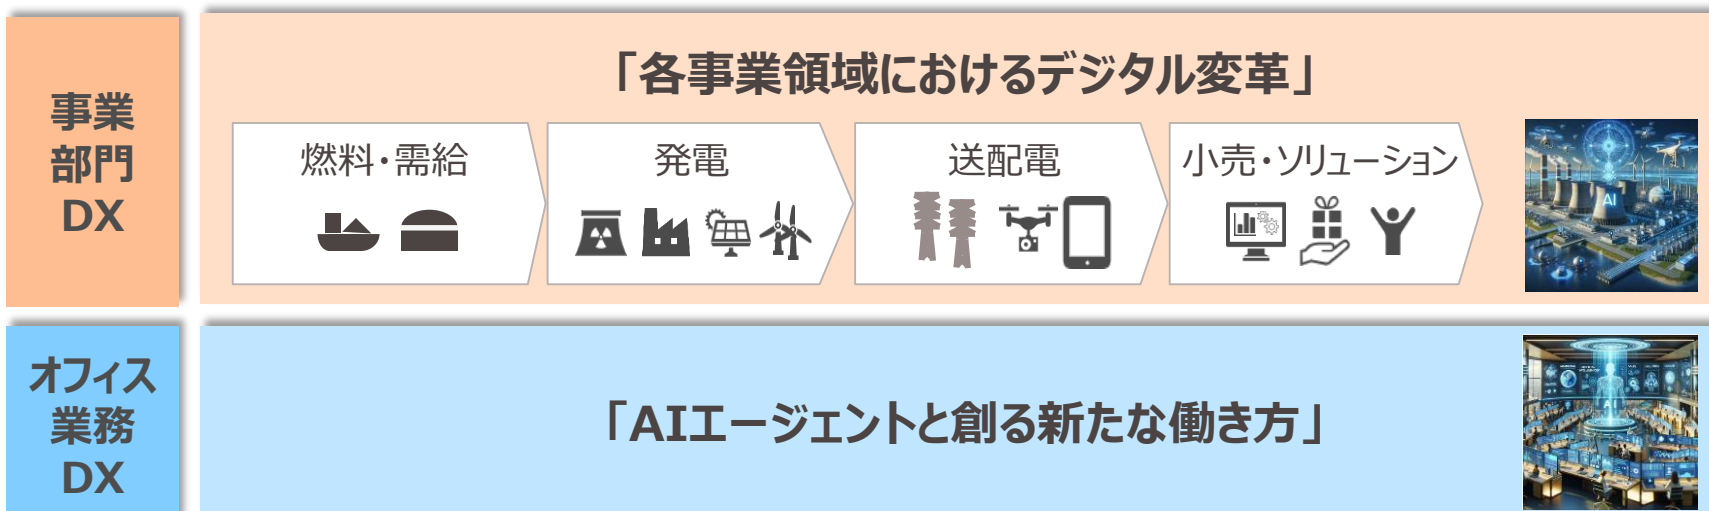 事業
部門
DX
「各事業領域におけるデジタル変革」
燃料・需給
発電
送配電
小売・ソリューション
AI
オフィス
業務
DX
「AIエージェントと創る新たな働き方」